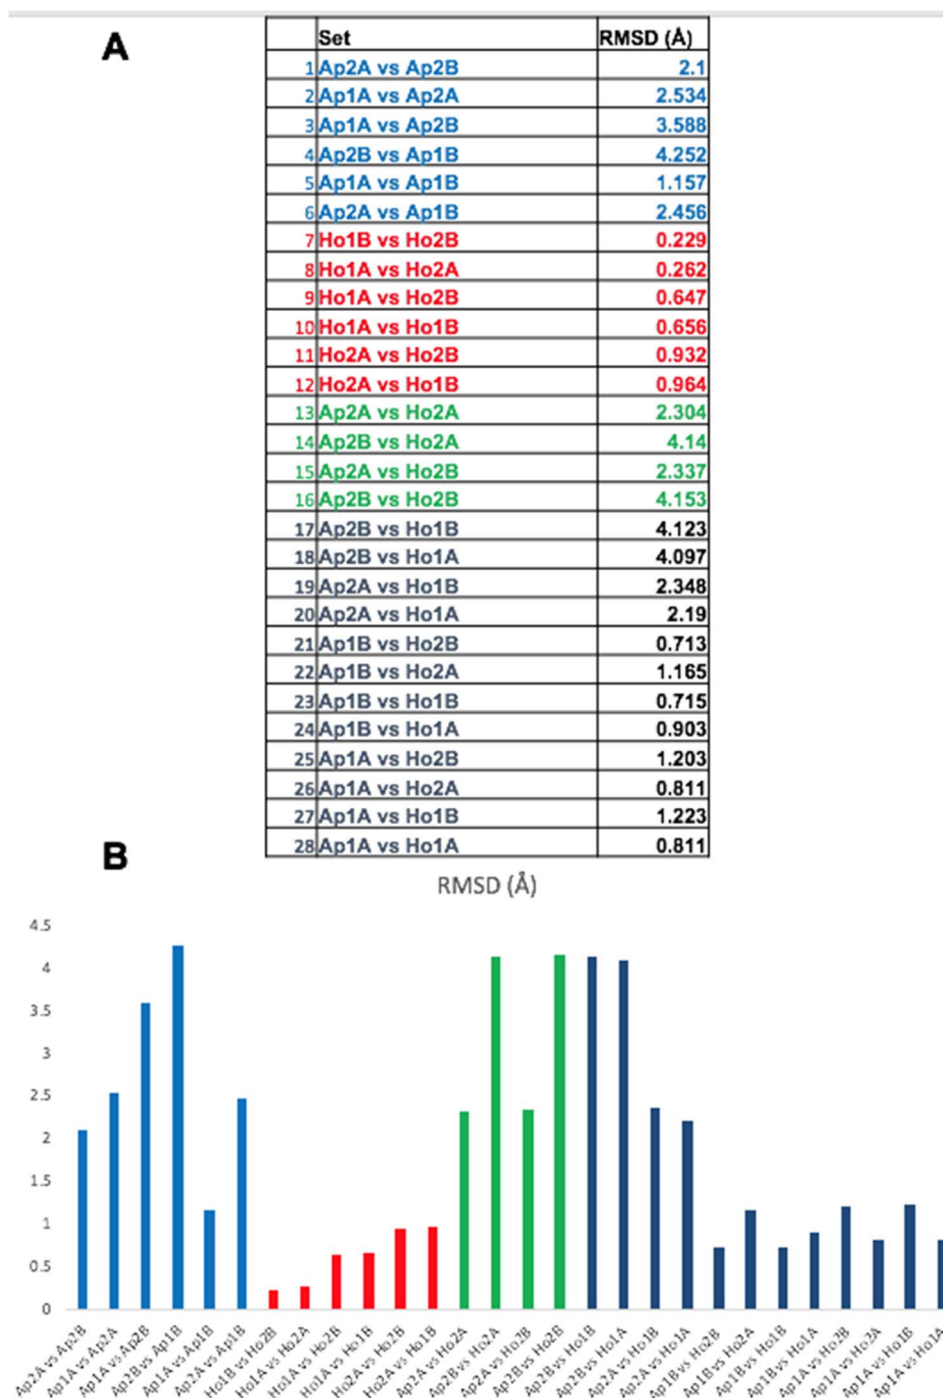 A
Set RMSD (Å)
1 Ap2A vs Ap2B 2.1
2 Ap1A vs Ap2A 2.534
3 Ap1A vs Ap2B 3.588
4 Ap2B vs Ap1B 4.252
5 Ap1A vs Ap1B 1.157
6 Ap2A vs Ap1B 2.456
7 Ho1B vs Ho2B 0.229
8 Ho1A vs Ho2A 0.262
9 Ho1A vs Ho2B 0.647
10 Ho1A vs Ho1B 0.656
11 Ho2A vs Ho2B 0.932
12 Ho2A vs Ho1B 0.964
13 Ap2A vs Ho2A 2.304
14 Ap2B vs Ho2A 4.14
15 Ap2A vs Ho2B 2.337
16 Ap2B vs Ho2B 4.153
17 Ap2B vs Ho1B 4.123
18 Ap2B vs Ho1A 4.097
19 Ap2A vs Ho1B 2.348
20 Ap2A vs Ho1A 2.19
21 Ap1B vs Ho2B 0.713
22 Ap1B vs Ho2A 1.165
23 Ap1B vs Ho1B 0.715
24 Ap1B vs Ho1A 0.903
25 Ap1A vs Ho2B 1.203
26 Ap1A vs Ho2A 0.811
27 Ap1A vs Ho1B 1.223
28 Ap1A vs Ho1A 0.811
B
RMSD (Å)
4.5
4
3.5
3
2.5
2
1.5
1
0.5
0
Ap2A vs Ap2B
Ap1A vs Ap2A
Ap1A vs Ap2B
Ap2B vs Ap1B
Ap1A vs Ap1B
Ap2A vs Ap1B
Ho1B vs Ho2B
Ho1A vs Ho2A
Ho1A vs Ho2B
Ho1A vs Ho1B
Ho2A vs Ho2B
Ho2A vs Ho1B
Ap2A vs Ho2A
Ap2B vs Ho2A
Ap2A vs Ho2B
Ap2B vs Ho2B
Ap2B vs Ho1B
Ap2B vs Ho1A
Ap2A vs Ho1B
Ap2A vs Ho1A
Ap1B vs Ho2B
Ap1B vs Ho2A
Ap1B vs Ho1B
Ap1B vs Ho1A
Ap1A vs Ho2B
Ap1A vs Ho2A
Ap1A vs Ho1B
Ap1A vs Ho1A